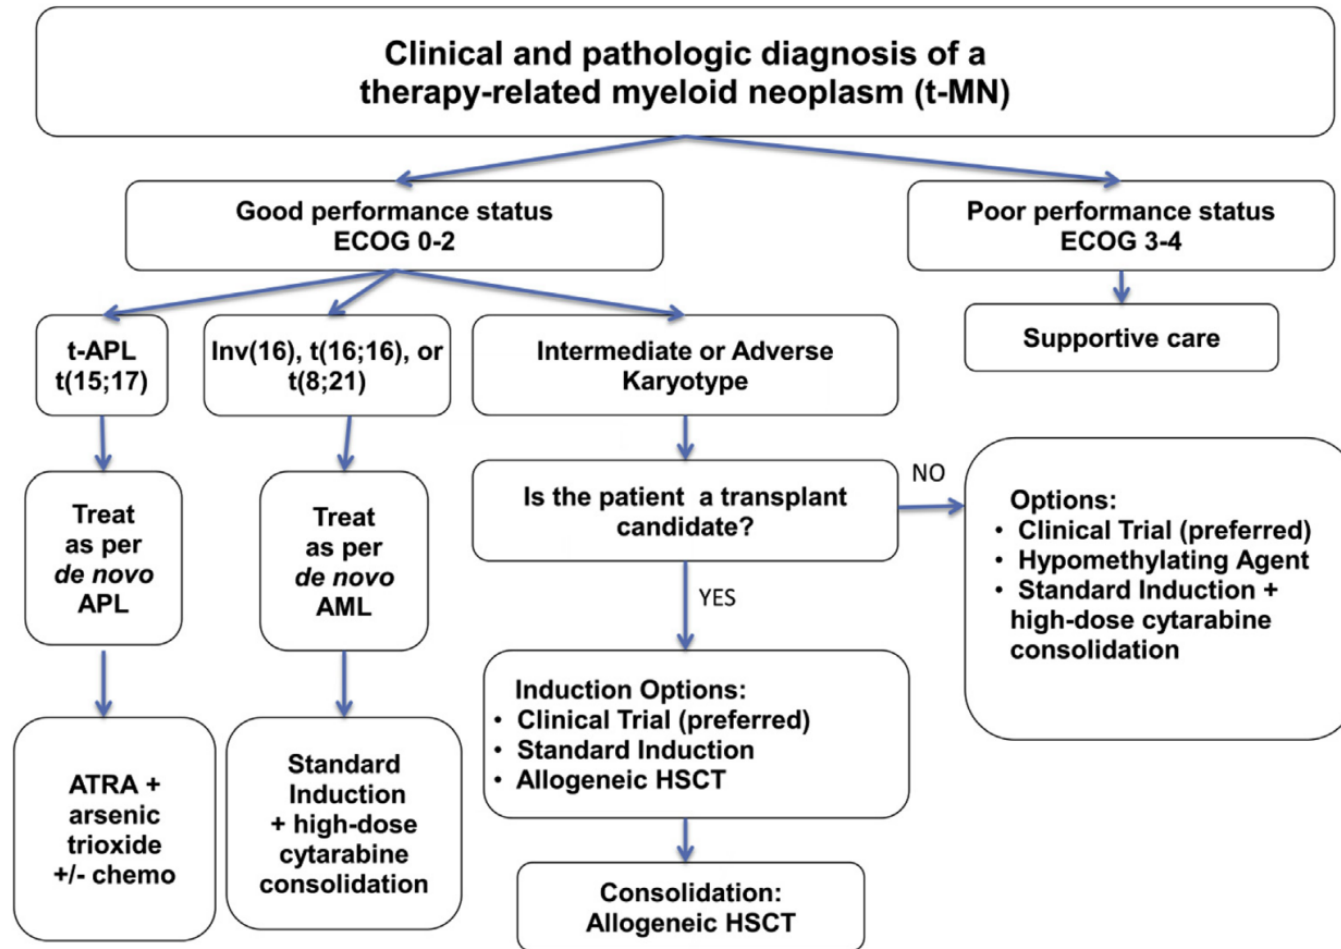 Clinical and pathologic diagnosis of a
therapy-related myeloid neoplasm (t-MN)
Good performance status
ECOG 0-2
Poor performance status
ECOG 3-4
t-APL
t(15;17)
Inv(16), t(16;16), or
t(8;21)
Intermediate or Adverse
Karyotype
Supportive care
Treat
as per
de novo
APL
Treat
as per
de novo
AML
Is the patient a transplant
candidate?
NO
Options:
• Clinical Trial (preferred)
• Hypomethylating Agent
• Standard Induction +
high-dose cytarabine
consolidation
YES
ATRA +
arsenic
trioxide
+/- chemo
Standard
Induction
+ high-dose
cytarabine
consolidation
Induction Options:
• Clinical Trial (preferred)
• Standard Induction
• Allogeneic HSCT
Consolidation:
Allogeneic HSCT